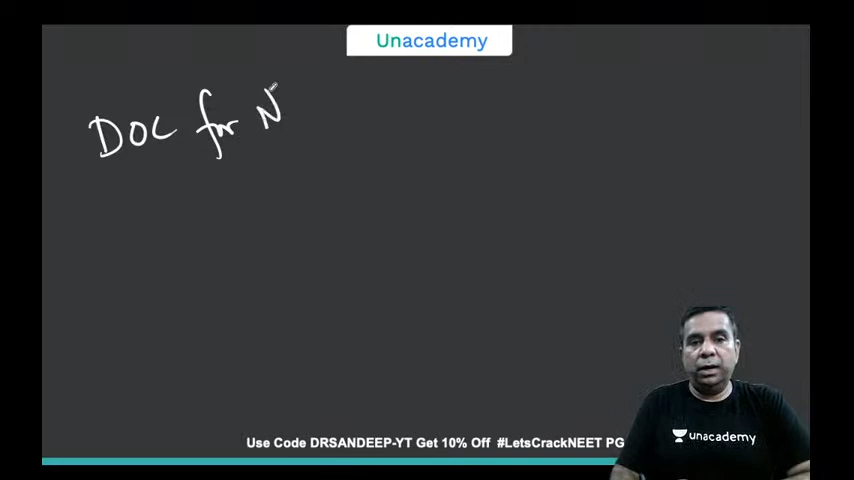 Unacademy
DOC for N
Use Code DRSANDEEP-YT Get 10% Off #LetsCrackNEET PG
unacademy